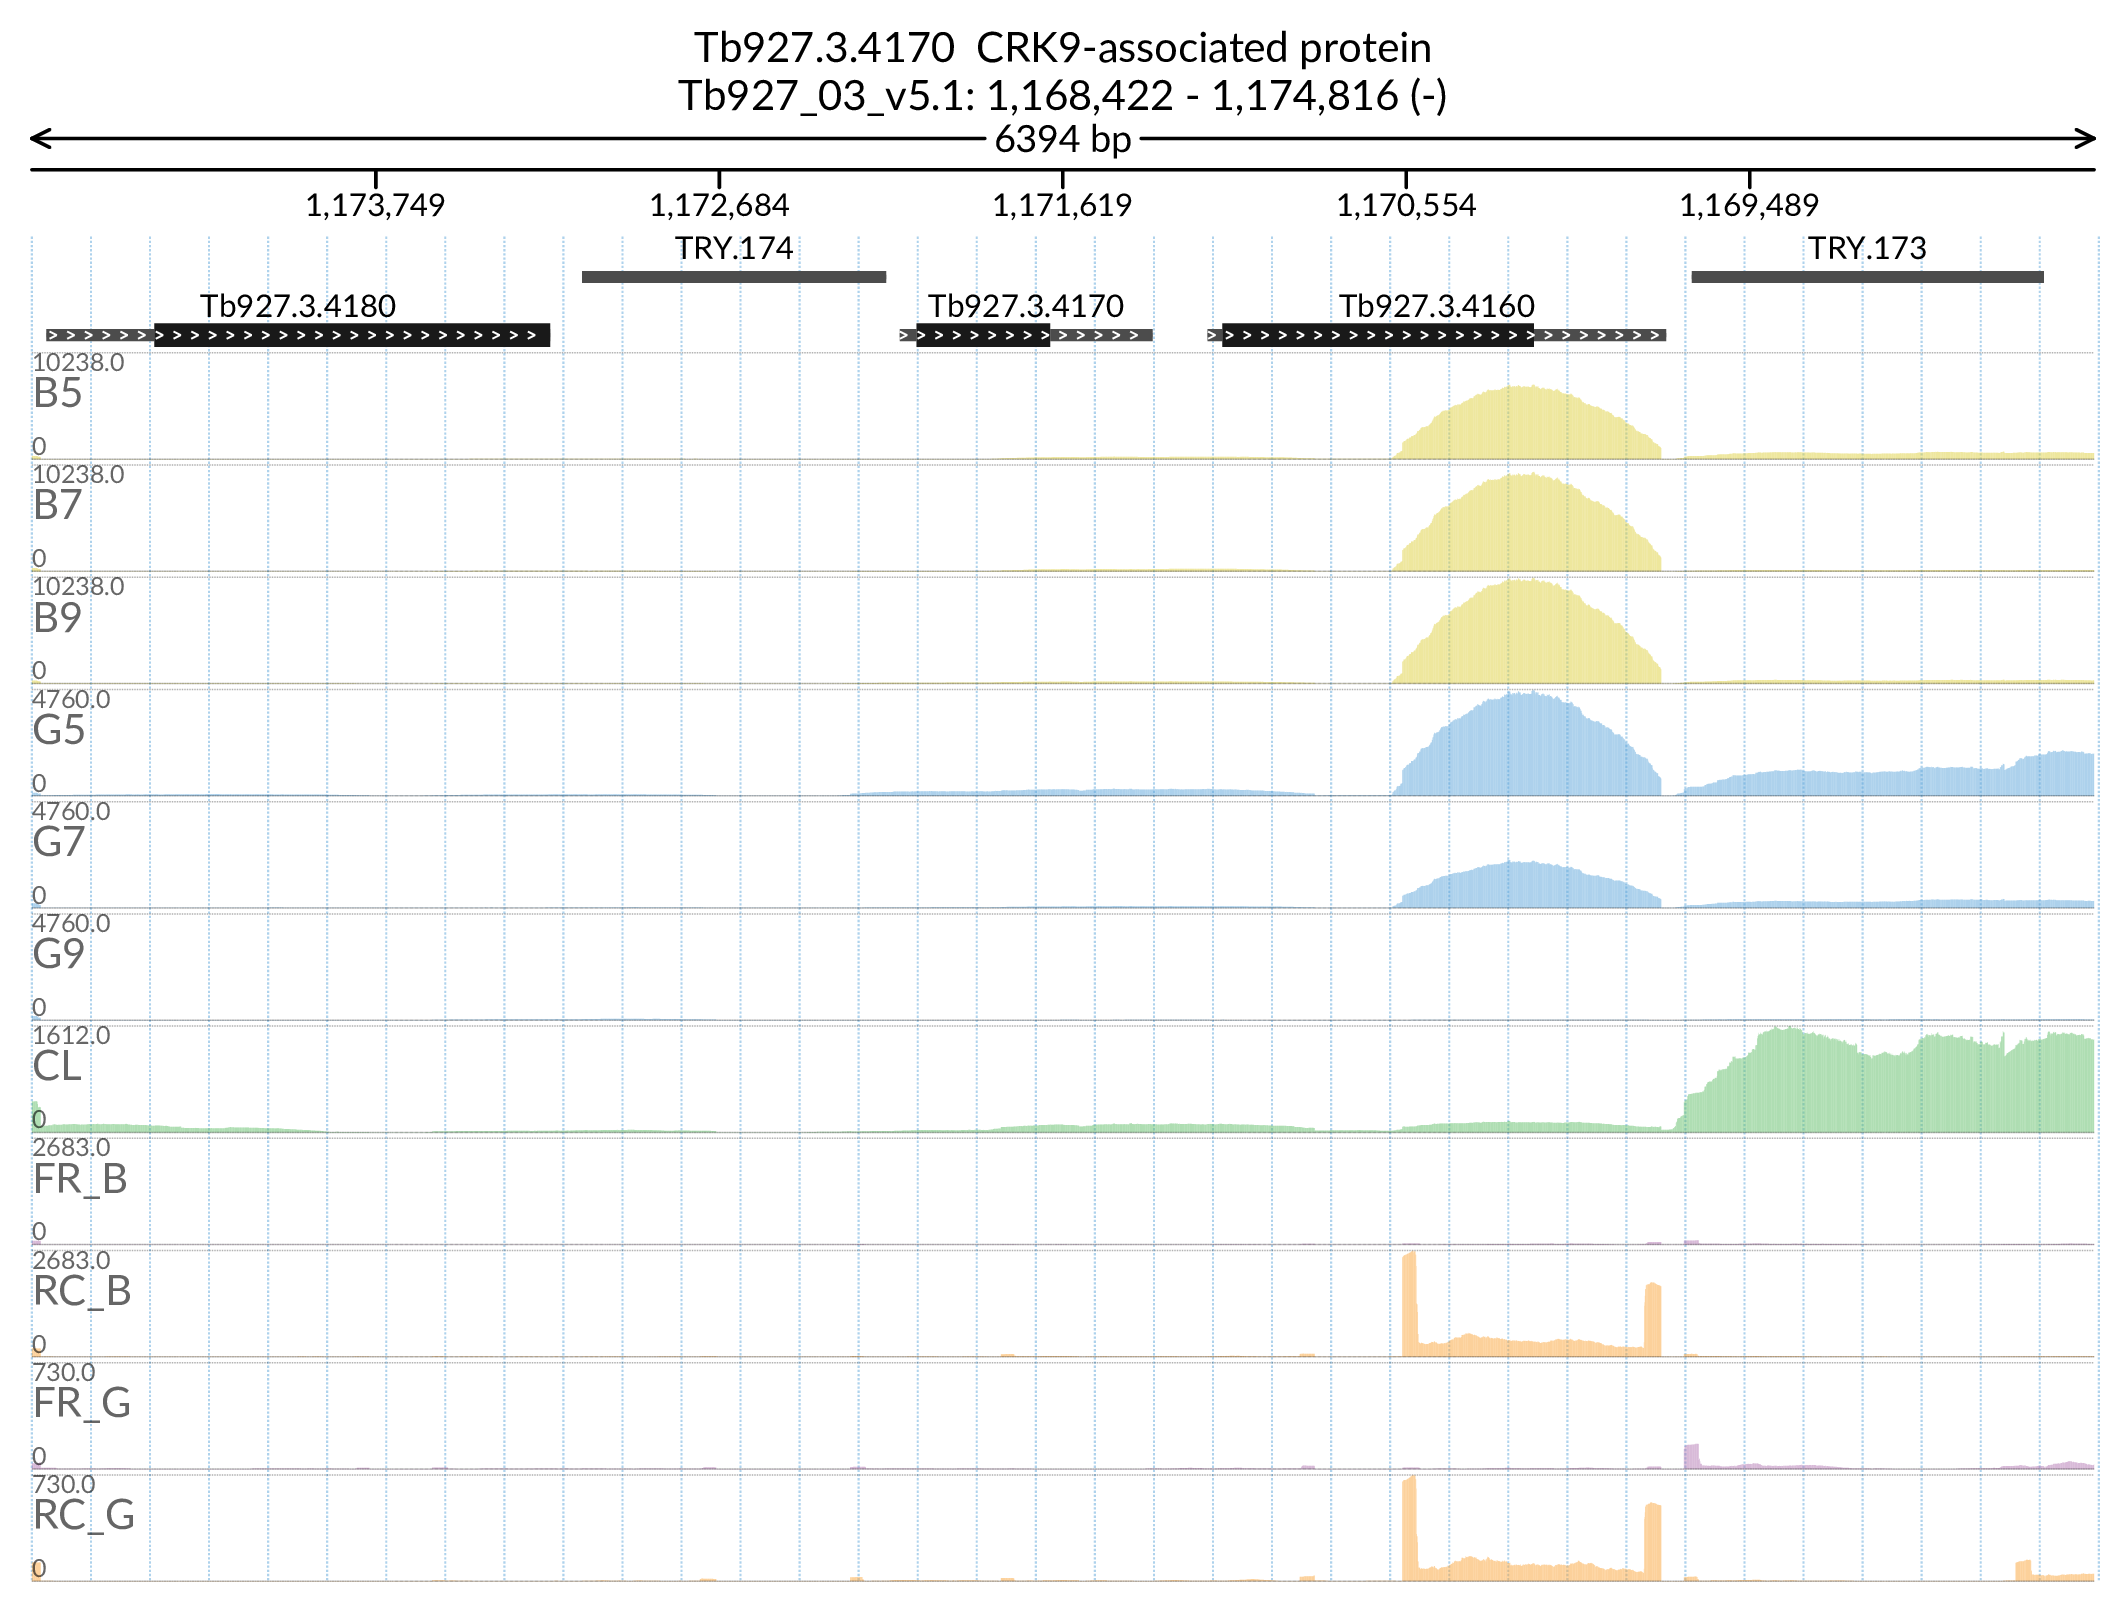 Tb927.3.4170  CRK9-associated protein
Tb927_03_v5.1: 1,168,422 - 1,174,816 (-)
6394 bp
1,173,749 1,172,684 1,171,619 1,170,554 1,169,489
TRY.174 TRY.173
Tb927.3.4180 Tb927.3.4170 Tb927.3.4160
10238.0
B5
0
10238.0
B7
0
10238.0
B9
0
4760.0
G5
0
4760.0
G7
0
4760.0
G9
0
1612.0
CL
0
2683.0
FR_B
0
2683.0
RC_B
0
730.0
FR_G
0
730.0
RC_G
0